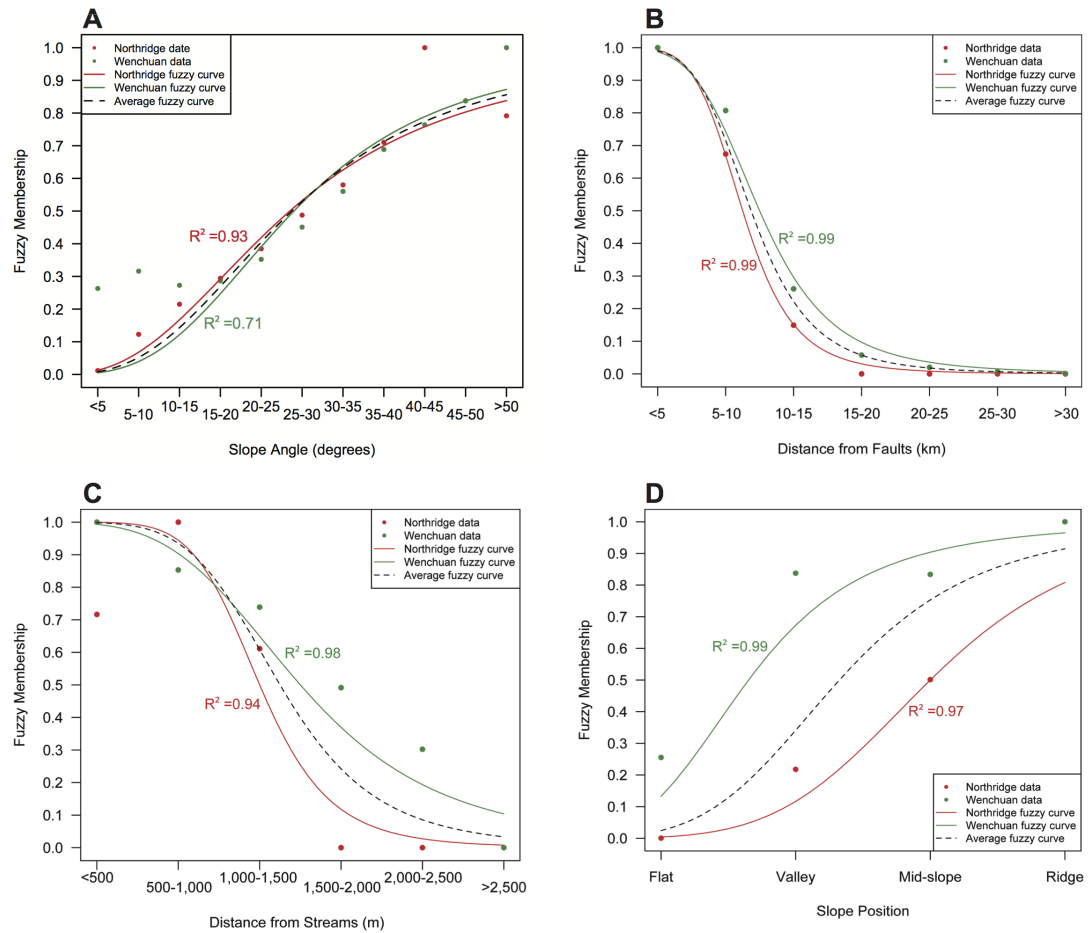 A
Northridge date
Wenchuan data
Northridge fuzzy curve
Wenchuan fuzzy curve
Average fuzzy curve
1.0
0.9
0.8
0.7
0.6
0.5
0.4
0.3
0.2
0.1
0.0
Fuzzy Membership
R² =0.93
R² =0.71
<5
5-10
10-15
15-20
20-25
25-30
30-35
35-40
40-45
45-50
>50
Slope Angle (degrees)
B
Northridge data
Wenchuan data
Northridge fuzzy curve
Wenchuan fuzzy curve
Average fuzzy curve
1.0
0.9
0.8
0.7
0.6
0.5
0.4
0.3
0.2
0.1
0.0
Fuzzy Membership
R² =0.99
R² =0.99
<5
5-10
10-15
15-20
20-25
25-30
>30
Distance from Faults (km)
C
Northridge data
Wenchuan data
Northridge fuzzy curve
Wenchuan fuzzy curve
Average fuzzy curve
1.0
0.9
0.8
0.7
0.6
0.5
0.4
0.3
0.2
0.1
0.0
Fuzzy Membership
R² =0.98
R² =0.94
<500
500-1,000
1,000-1,500
1,500-2,000
2,000-2,500
>2,500
Distance from Streams (m)
D
1.0
0.9
0.8
0.7
0.6
0.5
0.4
0.3
0.2
0.1
0.0
Fuzzy Membership
R² =0.99
R² =0.97
Northridge data
Wenchuan data
Northridge fuzzy curve
Wenchuan fuzzy curve
Average fuzzy curve
Flat
Valley
Mid-slope
Ridge
Slope Position